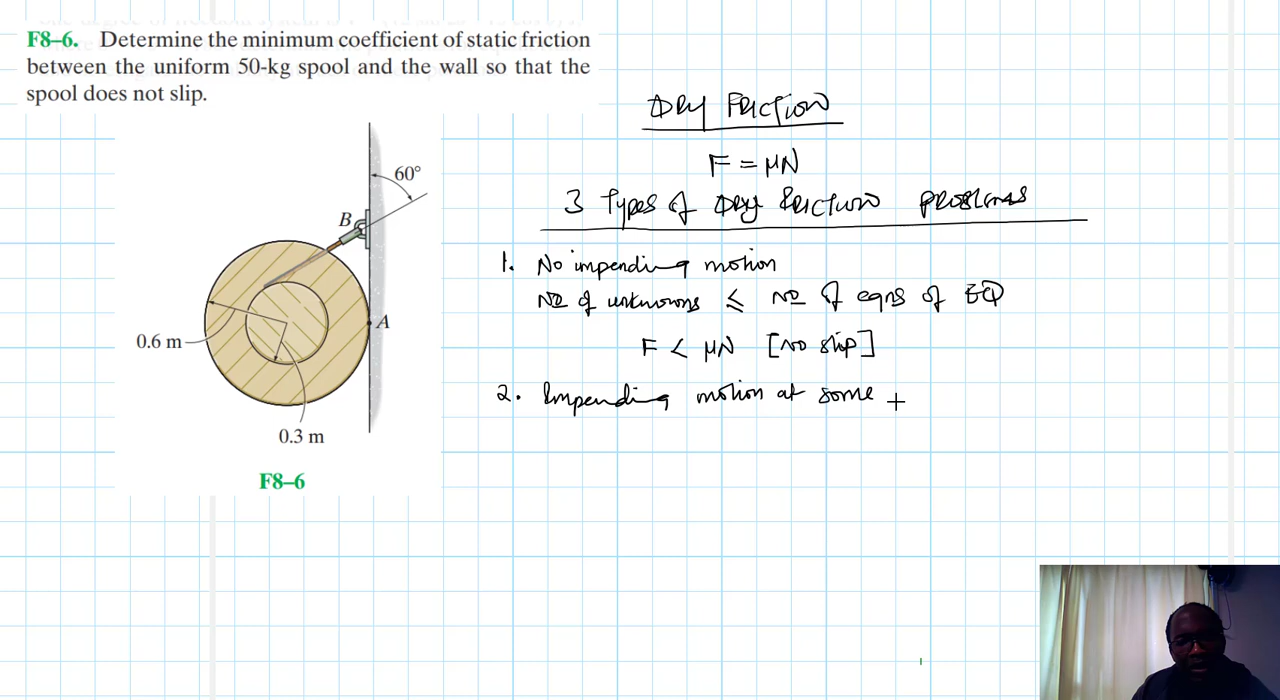 F8–6. Determine the minimum coefficient of static friction
between the uniform 50-kg spool and the wall so that the
spool does not slip.
60°
B
A
0.6 m
0.3 m
F8–6
DRY FRICTION
F = μN
3 Types of DRY FRICTION PROBLEMS
1. No impending motion
No of unknowns ≤ No of eqns of EQ
F < μN [no slip]
2. Impending motion at some